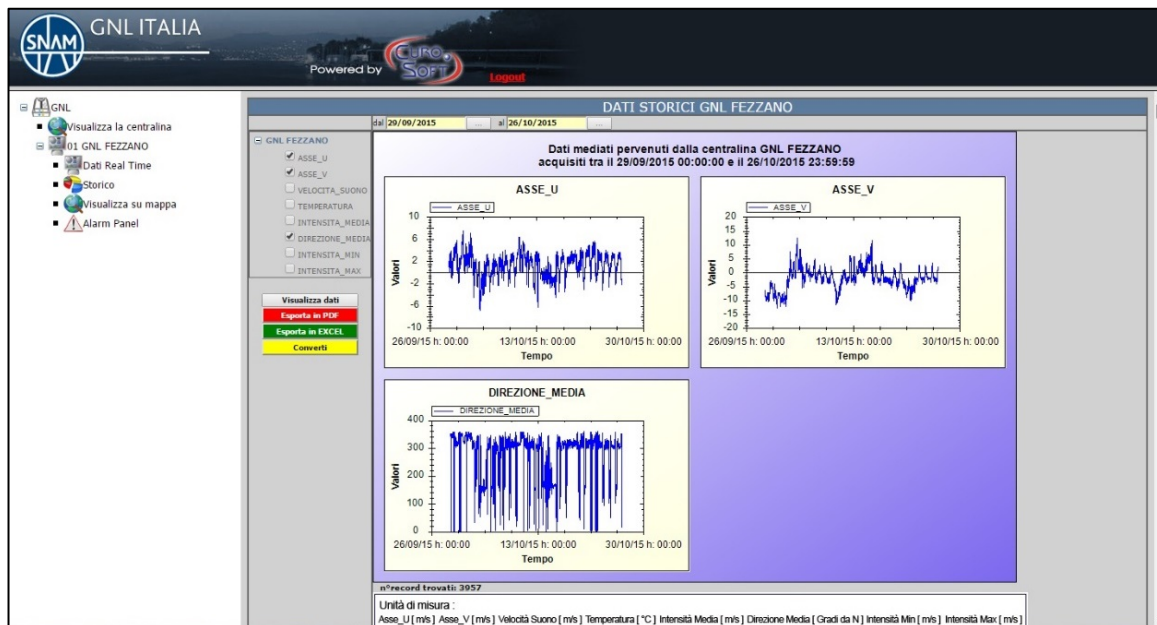 SNAM
GNL ITALIA
Powered by
EUROSOFT
Logout
GNL
Visualizza la centralina
01 GNL FEZZANO
Dati Real Time
Storico
Visualizza su mappa
Alarm Panel
DATI STORICI GNL FEZZANO
dal 29/09/2015 ... al 26/10/2015 ...
GNL FEZZANO
ASSE_U
ASSE_V
VELOCITA_SUONO
TEMPERATURA
INTENSITA_MEDIA
DIREZIONE_MEDIA
INTENSITA_MIN
INTENSITA_MAX
Visualizza dati
Esporta in PDF
Esporta in EXCEL
Converti
Dati mediati pervenuti dalla centralina GNL FEZZANO
acquisiti tra il 29/09/2015 00:00:00 e il 26/10/2015 23:59:59
ASSE_U
ASSE_U
10
6
2
-2
-6
-10
Valori
26/09/15 h: 00:00 13/10/15 h: 00:00 30/10/15 h: 00:00
Tempo
ASSE_V
ASSE_V
20
15
10
5
0
-5
-10
-15
-20
Valori
26/09/15 h: 00:00 13/10/15 h: 00:00 30/10/15 h: 00:00
Tempo
DIREZIONE_MEDIA
DIREZIONE_MEDIA
400
300
200
100
0
Valori
26/09/15 h: 00:00 13/10/15 h: 00:00 30/10/15 h: 00:00
Tempo
n°record trovati: 3957
Unità di misura :
Asse_U [ m/s ] Asse_V [ m/s ] Velocità Suono [ m/s ] Temperatura [ °C ] Intensità Media [ m/s ] Direzione Media [ Gradi da N ] Intensità Min [ m/s ] Intensità Max [ m/s ]